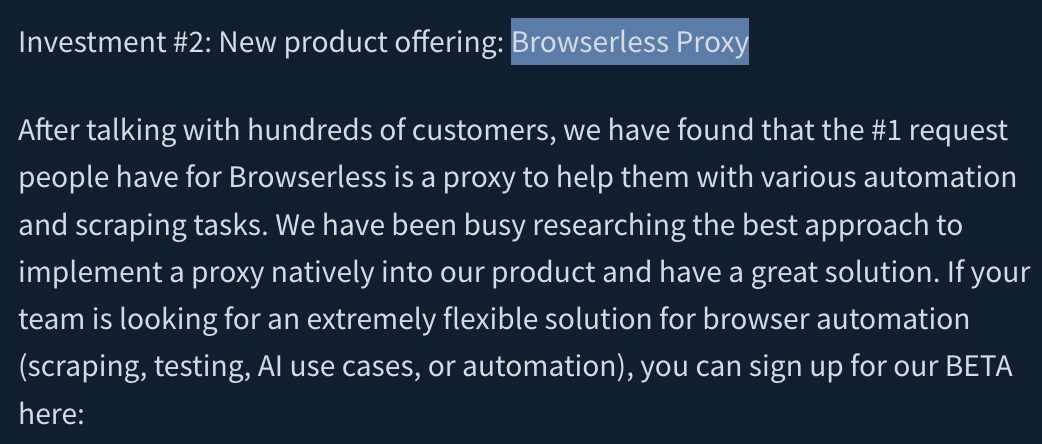 Investment #2: New product offering: Browserless Proxy
After talking with hundreds of customers, we have found that the #1 request
people have for Browserless is a proxy to help them with various automation
and scraping tasks. We have been busy researching the best approach to
implement a proxy natively into our product and have a great solution. If your
team is looking for an extremely flexible solution for browser automation
(scraping, testing, AI use cases, or automation), you can sign up for our BETA
here: